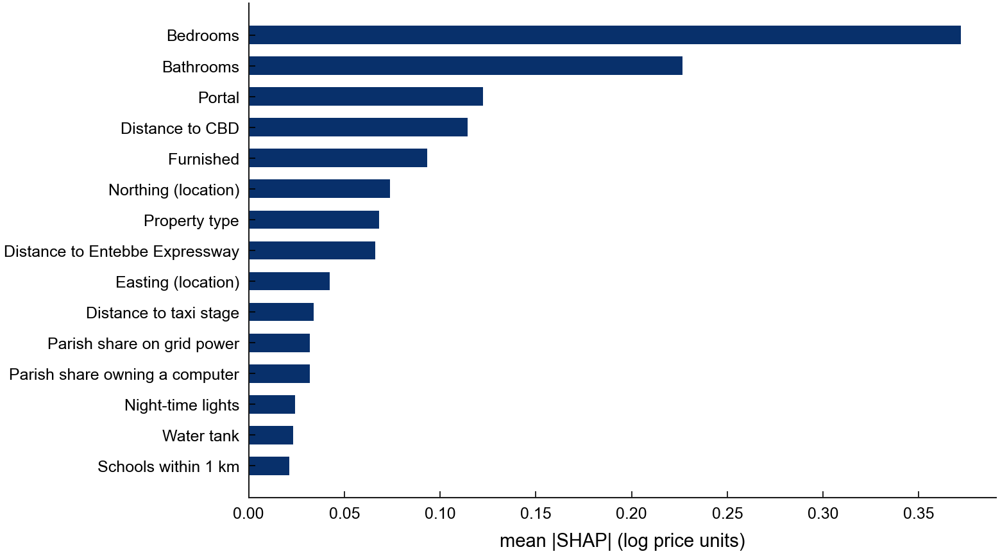 Bedrooms
Bathrooms
Portal
Distance to CBD
Furnished
Northing (location)
Property type
Distance to Entebbe Expressway
Easting (location)
Distance to taxi stage
Parish share on grid power
Parish share owning a computer
Night-time lights
Water tank
Schools within 1 km
0.00 0.05 0.10 0.15 0.20 0.25 0.30 0.35
mean |SHAP| (log price units)